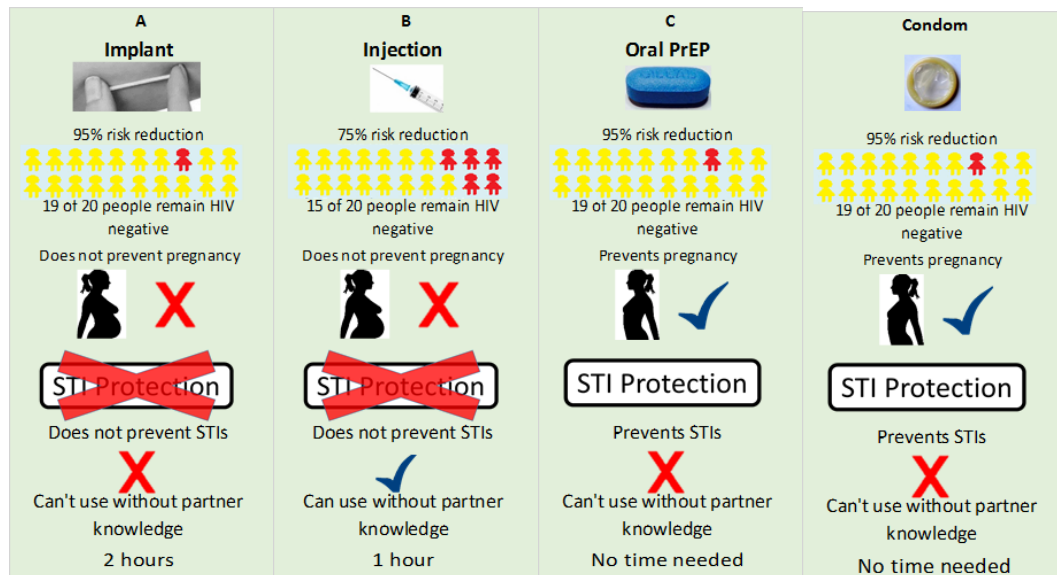 A
Implant
95% risk reduction
19 of 20 people remain HIV
negative
Does not prevent pregnancy
X
STI Protection
Does not prevent STIs
X
Can't use without partner
knowledge
2 hours
B
Injection
75% risk reduction
15 of 20 people remain HIV
negative
Does not prevent pregnancy
X
STI Protection
Does not prevent STIs
Can use without partner
knowledge
1 hour
C
Oral PrEP
GILEAD
95% risk reduction
19 of 20 people remain HIV
negative
Prevents pregnancy
STI Protection
Prevents STIs
X
Can't use without partner
knowledge
No time needed
Condom
95% risk reduction
19 of 20 people remain HIV
negative
Prevents pregnancy
STI Protection
Prevents STIs
X
Can't use without partner
knowledge
No time needed